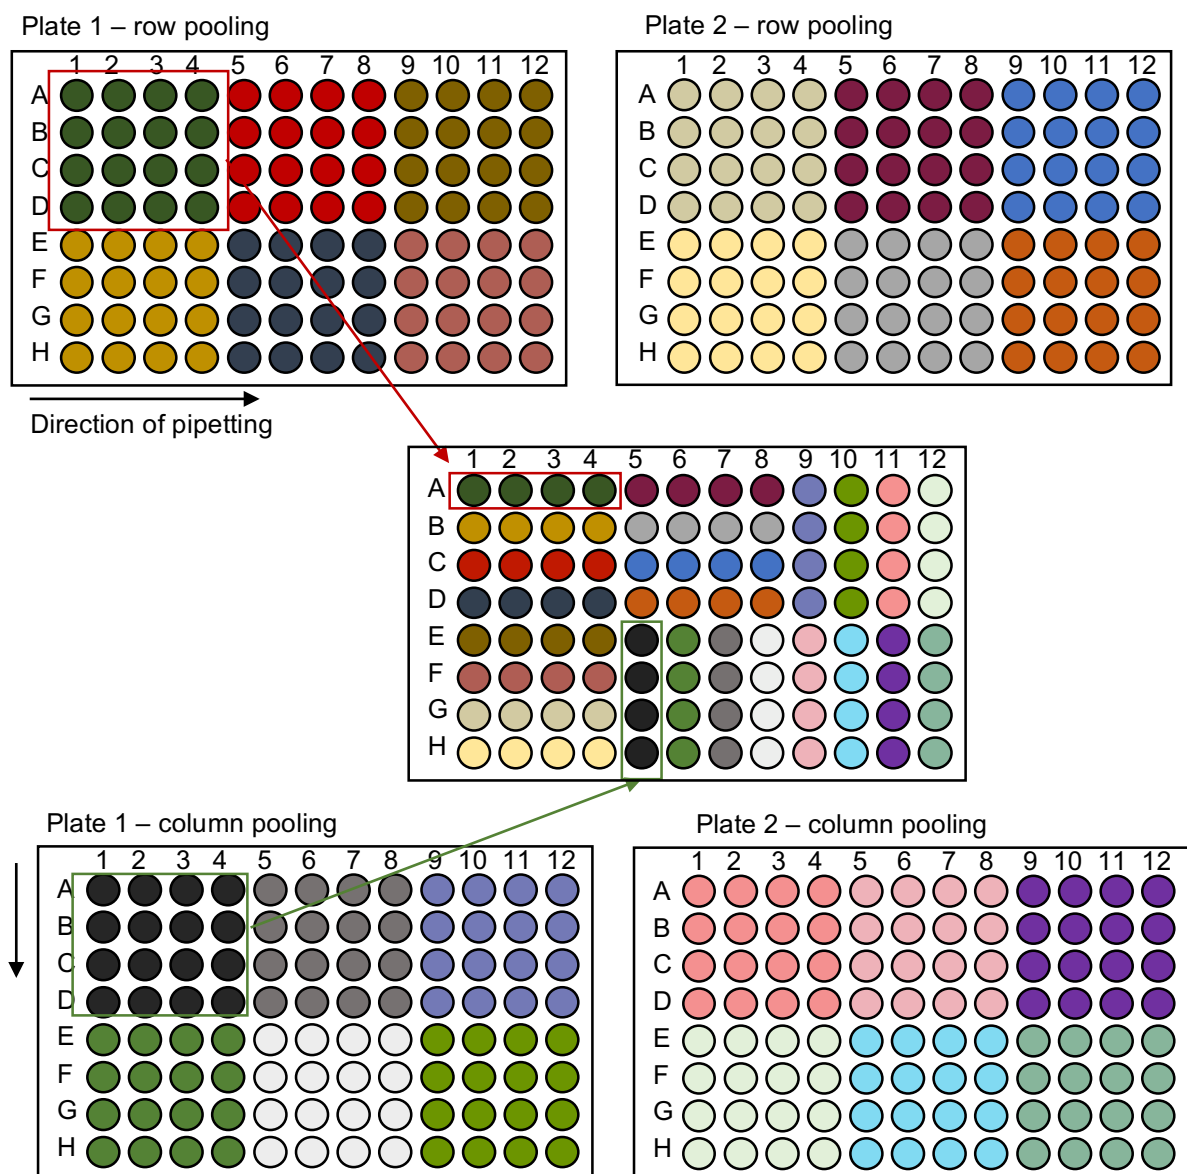 Plate 1 – row pooling
1 2 3 4 5 6 7 8 9 10 11 12
A
B
C
D
E
F
G
H
Direction of pipetting
Plate 2 – row pooling
1 2 3 4 5 6 7 8 9 10 11 12
A
B
C
D
E
F
G
H
1 2 3 4 5 6 7 8 9 10 11 12
A
B
C
D
E
F
G
H
Plate 1 – column pooling
1 2 3 4 5 6 7 8 9 10 11 12
A
B
C
D
E
F
G
H
Plate 2 – column pooling
1 2 3 4 5 6 7 8 9 10 11 12
A
B
C
D
E
F
G
H